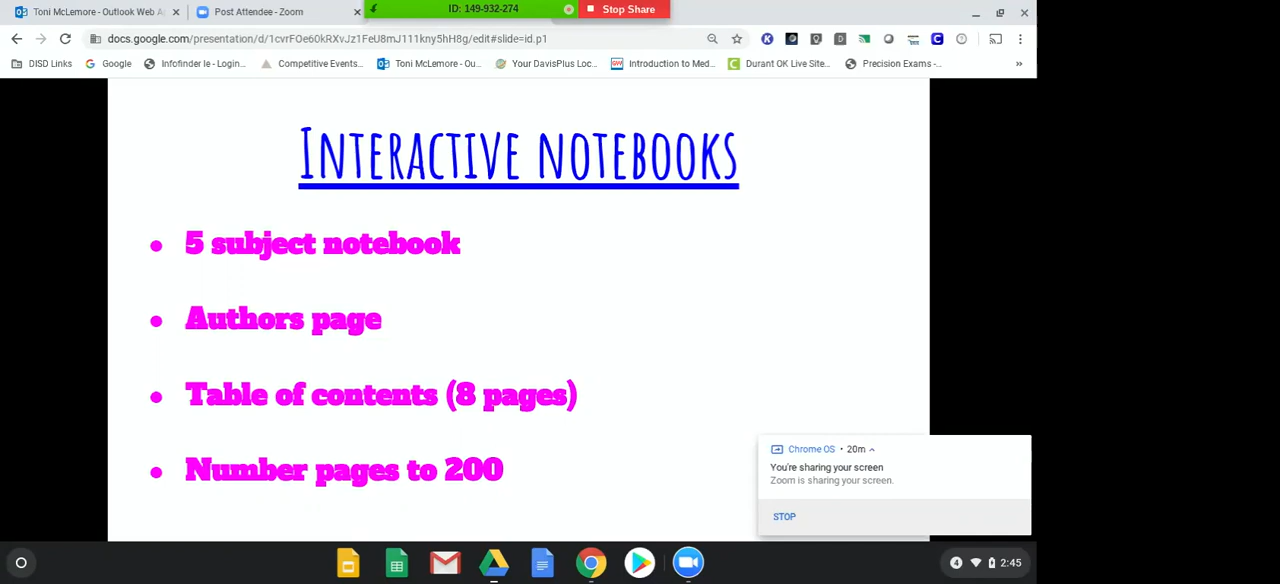 Toni McLemore - Outlook Web A
Post Attendee - Zoom
ID: 149-932-274
Stop Share
docs.google.com/presentation/d/1cvrFOe60kRXvJz1FeU8mJ111kny5hH8g/edit#slide=id.p1
DISD Links
Google
Infofinder le - Login...
Competitive Events...
Toni McLemore - Ou...
Your DavisPlus Loc...
Introduction to Med...
Durant OK Live Site...
Precision Exams -...
»
Interactive notebooks
• 5 subject notebook
• Authors page
• Table of contents (8 pages)
• Number pages to 200
Chrome OS • 20m
You're sharing your screen
Zoom is sharing your screen.
STOP
4 2:45